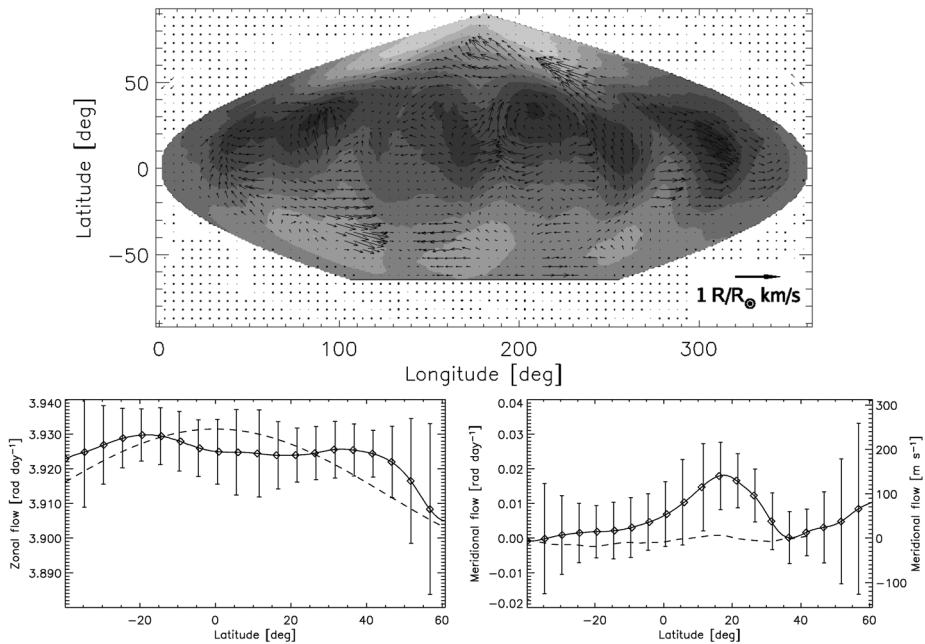 50
0
−50
Latitude [deg]
1 R/R☉ km/s
0 100 200 300
Longitude [deg]
3.940
3.930
3.920
3.910
3.900
3.890
Zonal flow [rad day⁻¹]
−20 0 20 40 60
Latitude [deg]
0.04
0.03
0.02
0.01
0.00
−0.01
−0.02
Meridional flow [rad day⁻¹]
300
200
100
0
−100
Meridional flow [m s⁻¹]
−20 0 20 40 60
Latitude [deg]